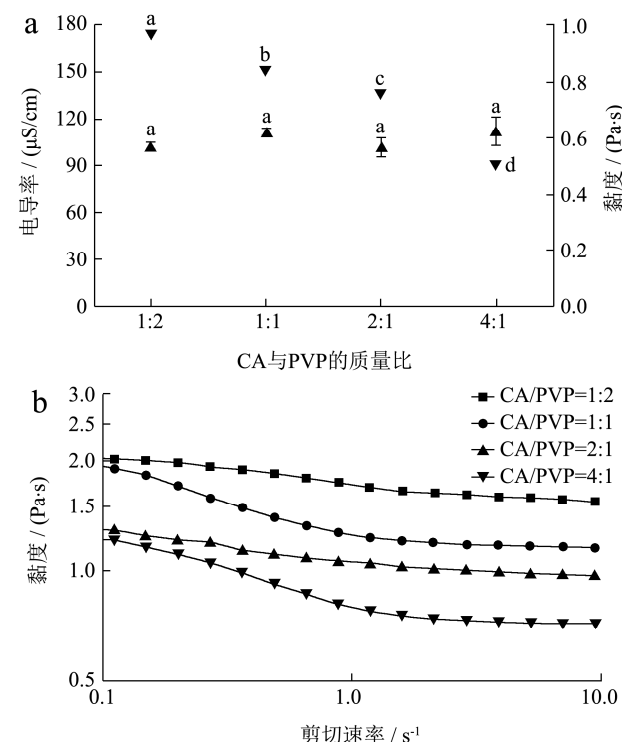 a
180
150
120
90
60
30
0
电导率 / (μS/cm)
1.0
0.8
0.6
0.4
0.2
0.0
黏度 / (Pa·s)
a
b
c
d
a
a
a
a
1:2
1:1
2:1
4:1
CA与PVP的质量比
b
3.0
2.5
2.0
1.5
1.0
0.5
黏度 / (Pa·s)
CA/PVP=1:2
CA/PVP=1:1
CA/PVP=2:1
CA/PVP=4:1
0.1
1.0
10.0
剪切速率 / s-1